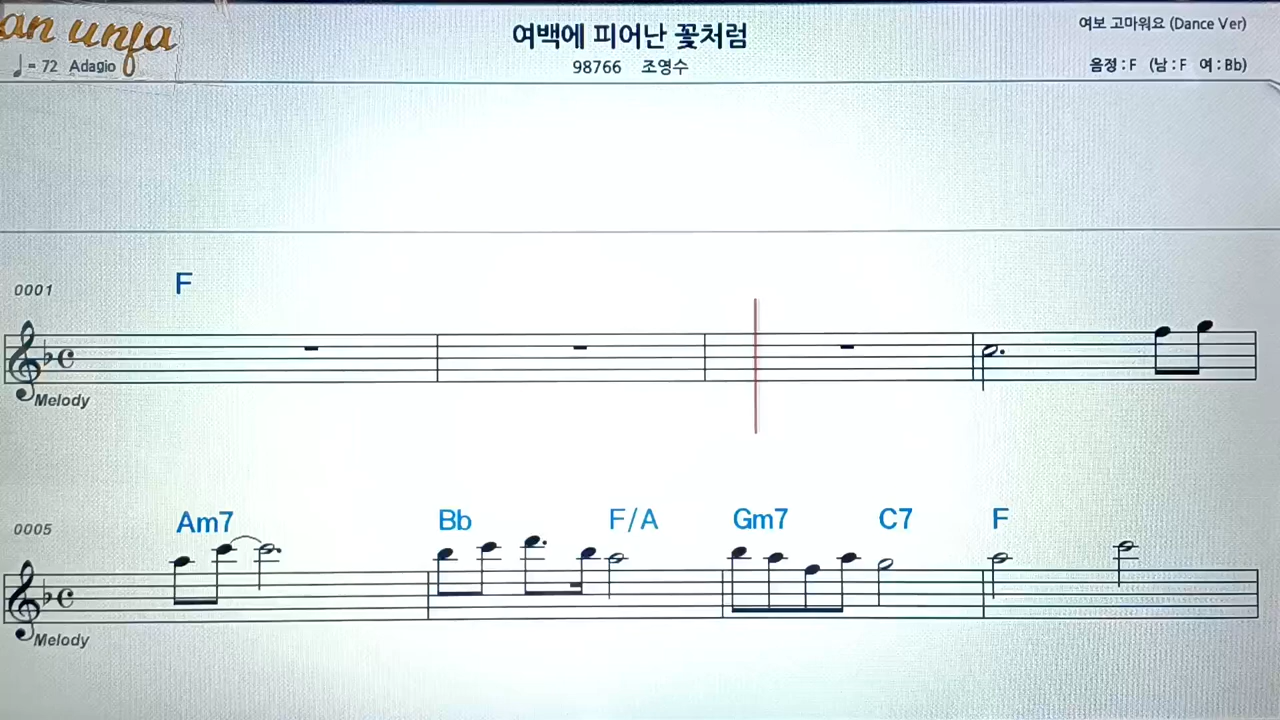 an unfa
여백에 피어난 꽃처럼
여보 고마워요 (Dance Ver)
♩= 72 Adagio
98766 조영수
음정 : F (남 : F 여 : Bb)
0001
F
Melody
0005
Am7 Bb F/A Gm7 C7 F
Melody